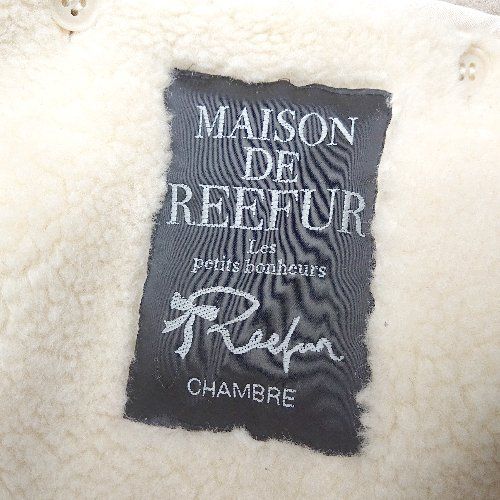 MAISON
DE
REEFUR
Les
petits bonheurs
Reefur
CHAMBRE